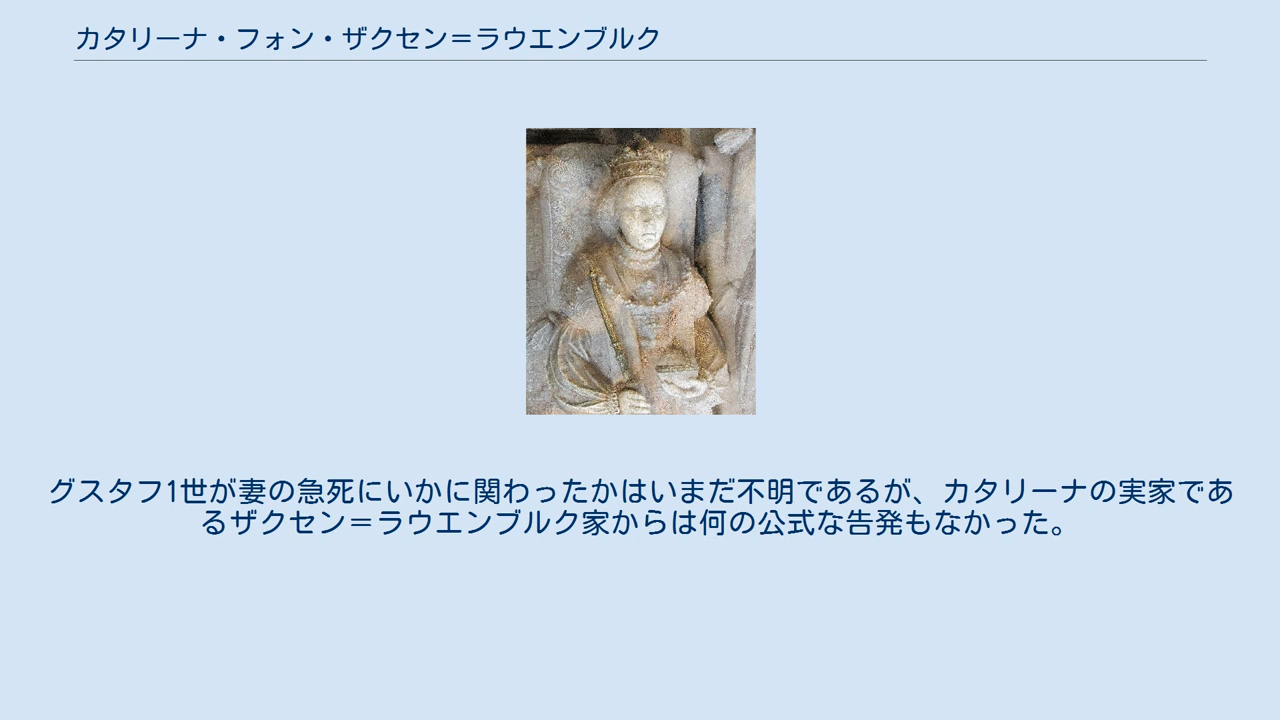 カタリーナ・フォン・ザクセン＝ラウエンブルク
グスタフ1世が妻の急死にいかに関わったかはいまだ不明であるが、カタリーナの実家であ
るザクセン＝ラウエンブルク家からは何の公式な告発もなかった。